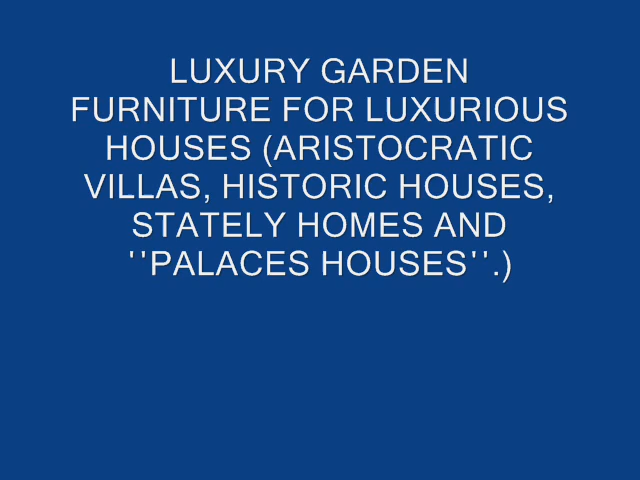 LUXURY GARDEN
FURNITURE FOR LUXURIOUS
HOUSES (ARISTOCRATIC
VILLAS, HISTORIC HOUSES,
STATELY HOMES AND
''PALACES HOUSES''.)